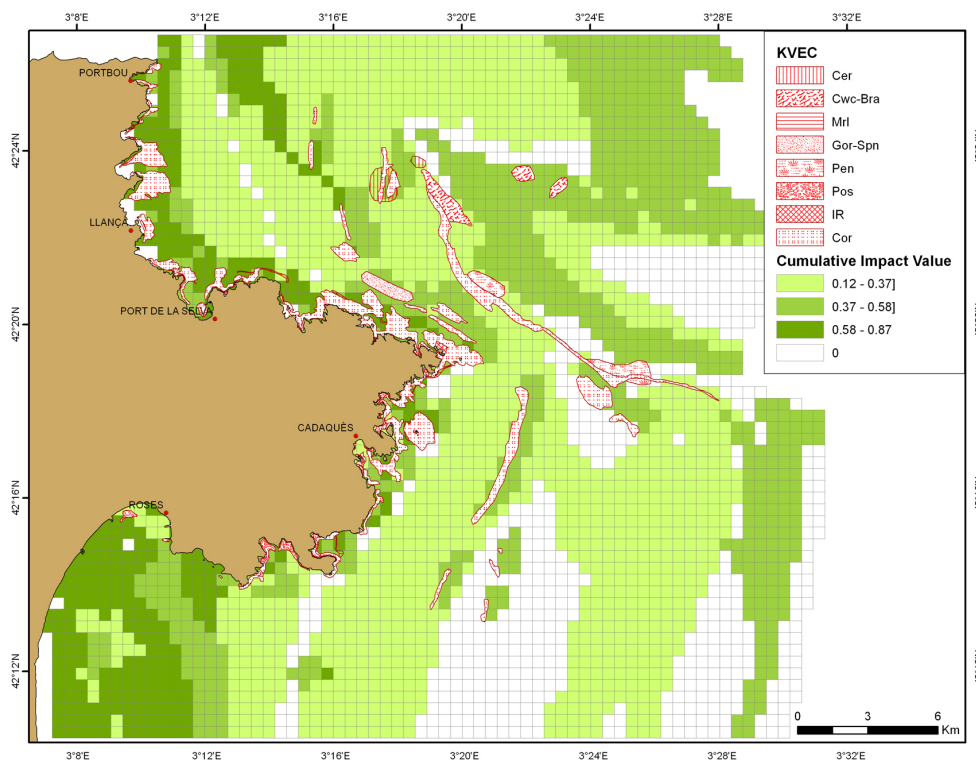 3°8'E 3°12'E 3°16'E 3°20'E 3°24'E 3°28'E 3°32'E
KVEC
Cer
Cwc-Bra
Mrl
Gor-Spn
Pen
Pos
IR
Cor
Cumulative Impact Value
0.12 - 0.37]
0.37 - 0.58]
0.58 - 0.87
0
PORTBOU
42°24'N
LLANÇÀ
PORT DE LA SELVA
42°20'N
CADAQUÈS
42°16'N
ROSES
42°12'N
0 3 6
Km
3°8'E 3°12'E 3°16'E 3°20'E 3°24'E 3°28'E 3°32'E